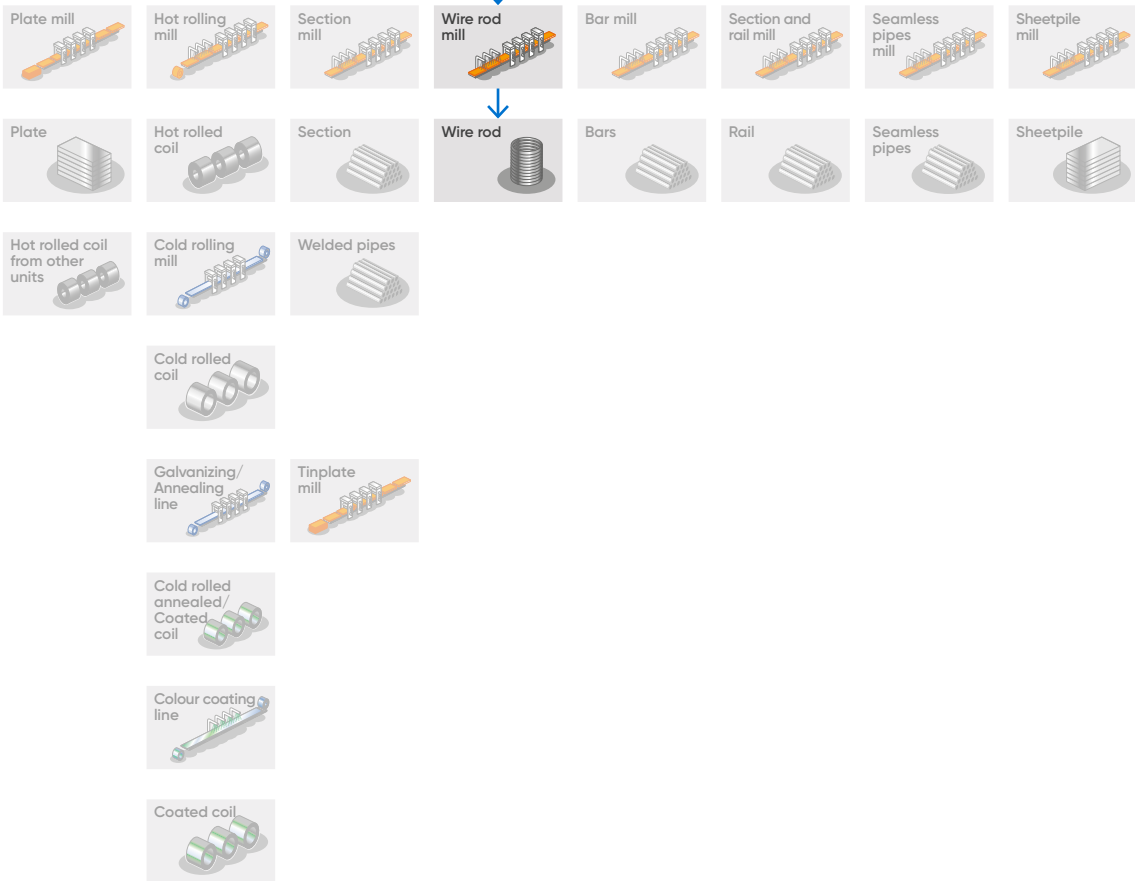 Plate mill
Hot rolling
mill
Section
mill
Wire rod
mill
Bar mill
Section and
rail mill
Seamless
pipes
mill
Sheetpile
mill
Plate
Hot rolled
coil
Section
Wire rod
Bars
Rail
Seamless
pipes
Sheetpile
Hot rolled coil
from other
units
Cold rolling
mill
Welded pipes
Cold rolled
coil
Galvanizing/
Annealing
line
Tinplate
mill
Cold rolled
annealed/
Coated
coil
Colour coating
line
Coated coil